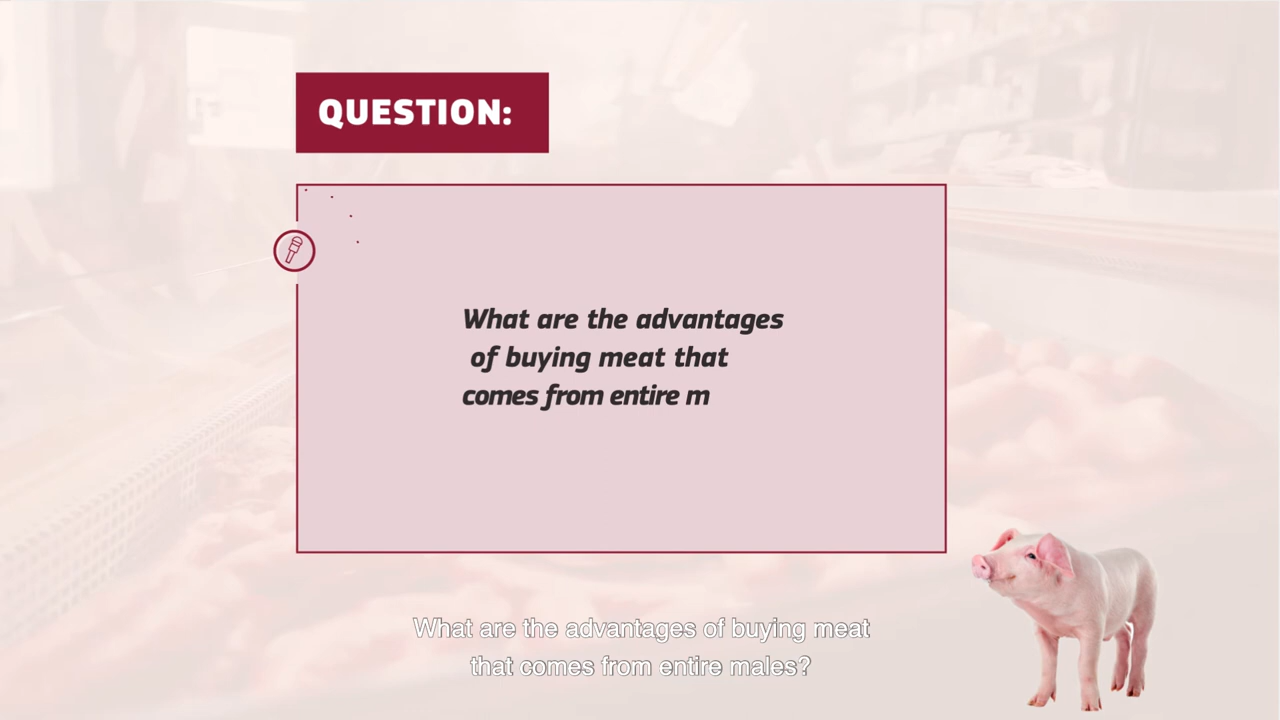 QUESTION:
What are the advantages
of buying meat that
comes from entire m
What are the advantages of buying meat
that comes from entire males?